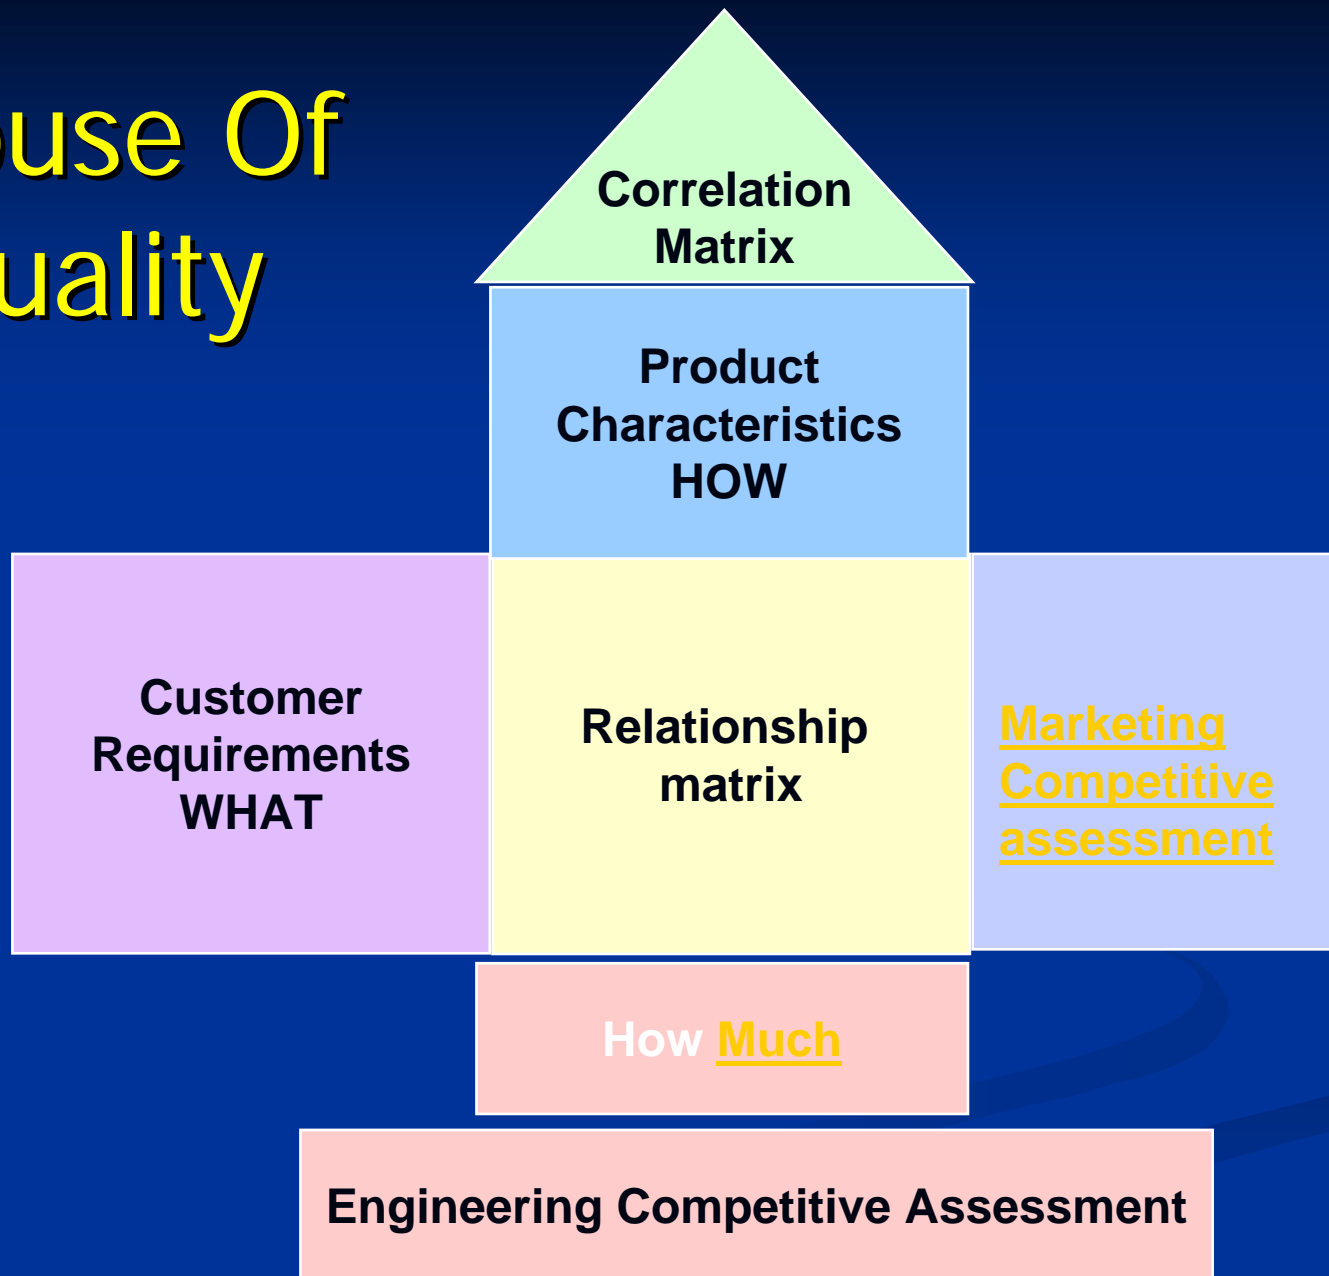 ouse Of
uality
Correlation
Matrix
Product
Characteristics
HOW
Customer
Requirements
WHAT
Relationship
matrix
Marketing
Competitive
assessment
How Much
Engineering Competitive Assessment